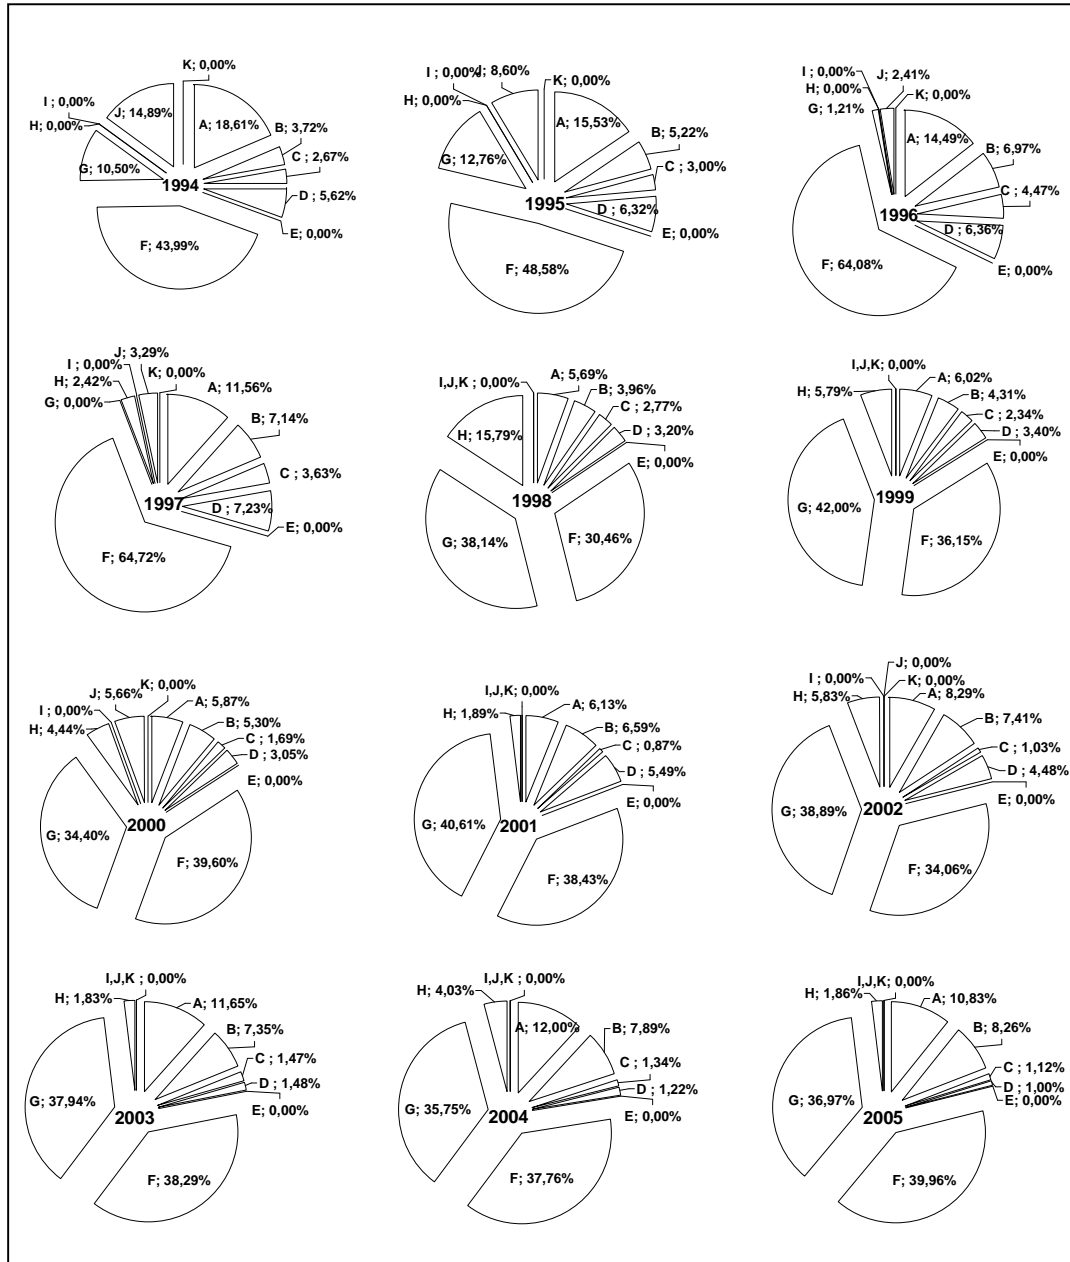 K; 0,00%
I ; 0,00%
J; 14,89%
H; 0,00%
A; 18,61%
B; 3,72%
C ; 2,67%
G; 10,50%
1994
D ; 5,62%
E; 0,00%
F; 43,99%
I ; 0,00%
J; 8,60%
K; 0,00%
H; 0,00%
A; 15,53%
B; 5,22%
C ; 3,00%
G; 12,76%
1995
D ; 6,32%
E; 0,00%
F; 48,58%
I ; 0,00%
J; 2,41%
H; 0,00%
K; 0,00%
G; 1,21%
A; 14,49%
B; 6,97%
C ; 4,47%
1996
D ; 6,36%
E; 0,00%
F; 64,08%
J; 3,29%
I ; 0,00%
K; 0,00%
H; 2,42%
A; 11,56%
G; 0,00%
B; 7,14%
C ; 3,63%
1997
D ; 7,23%
E; 0,00%
F; 64,72%
I,J,K ; 0,00%
A; 5,69%
B; 3,96%
C ; 2,77%
D ; 3,20%
H; 15,79%
E; 0,00%
1998
G; 38,14%
F; 30,46%
I,J,K; 0,00%
H; 5,79%
A; 6,02%
B; 4,31%
C ; 2,34%
D ; 3,40%
E; 0,00%
1999
G; 42,00%
F; 36,15%
K; 0,00%
J; 5,66%
A; 5,87%
I ; 0,00%
H; 4,44%
B; 5,30%
C ; 1,69%
D ; 3,05%
E; 0,00%
2000
G; 34,40%
F; 39,60%
I,J,K; 0,00%
H; 1,89%
A; 6,13%
B; 6,59%
C ; 0,87%
D ; 5,49%
E; 0,00%
2001
G; 40,61%
F; 38,43%
J; 0,00%
I ; 0,00%
K; 0,00%
H; 5,83%
A; 8,29%
B; 7,41%
C ; 1,03%
D ; 4,48%
E; 0,00%
2002
G; 38,89%
F; 34,06%
I,J,K ; 0,00%
H; 1,83%
A; 11,65%
B; 7,35%
C ; 1,47%
D ; 1,48%
E; 0,00%
2003
G; 37,94%
F; 38,29%
I,J,K ; 0,00%
H; 4,03%
A; 12,00%
B; 7,89%
C ; 1,34%
D ; 1,22%
E; 0,00%
2004
G; 35,75%
F; 37,76%
I,J,K; 0,00%
H; 1,86%
A; 10,83%
B; 8,26%
C ; 1,12%
D ; 1,00%
E; 0,00%
2005
G; 36,97%
F; 39,96%